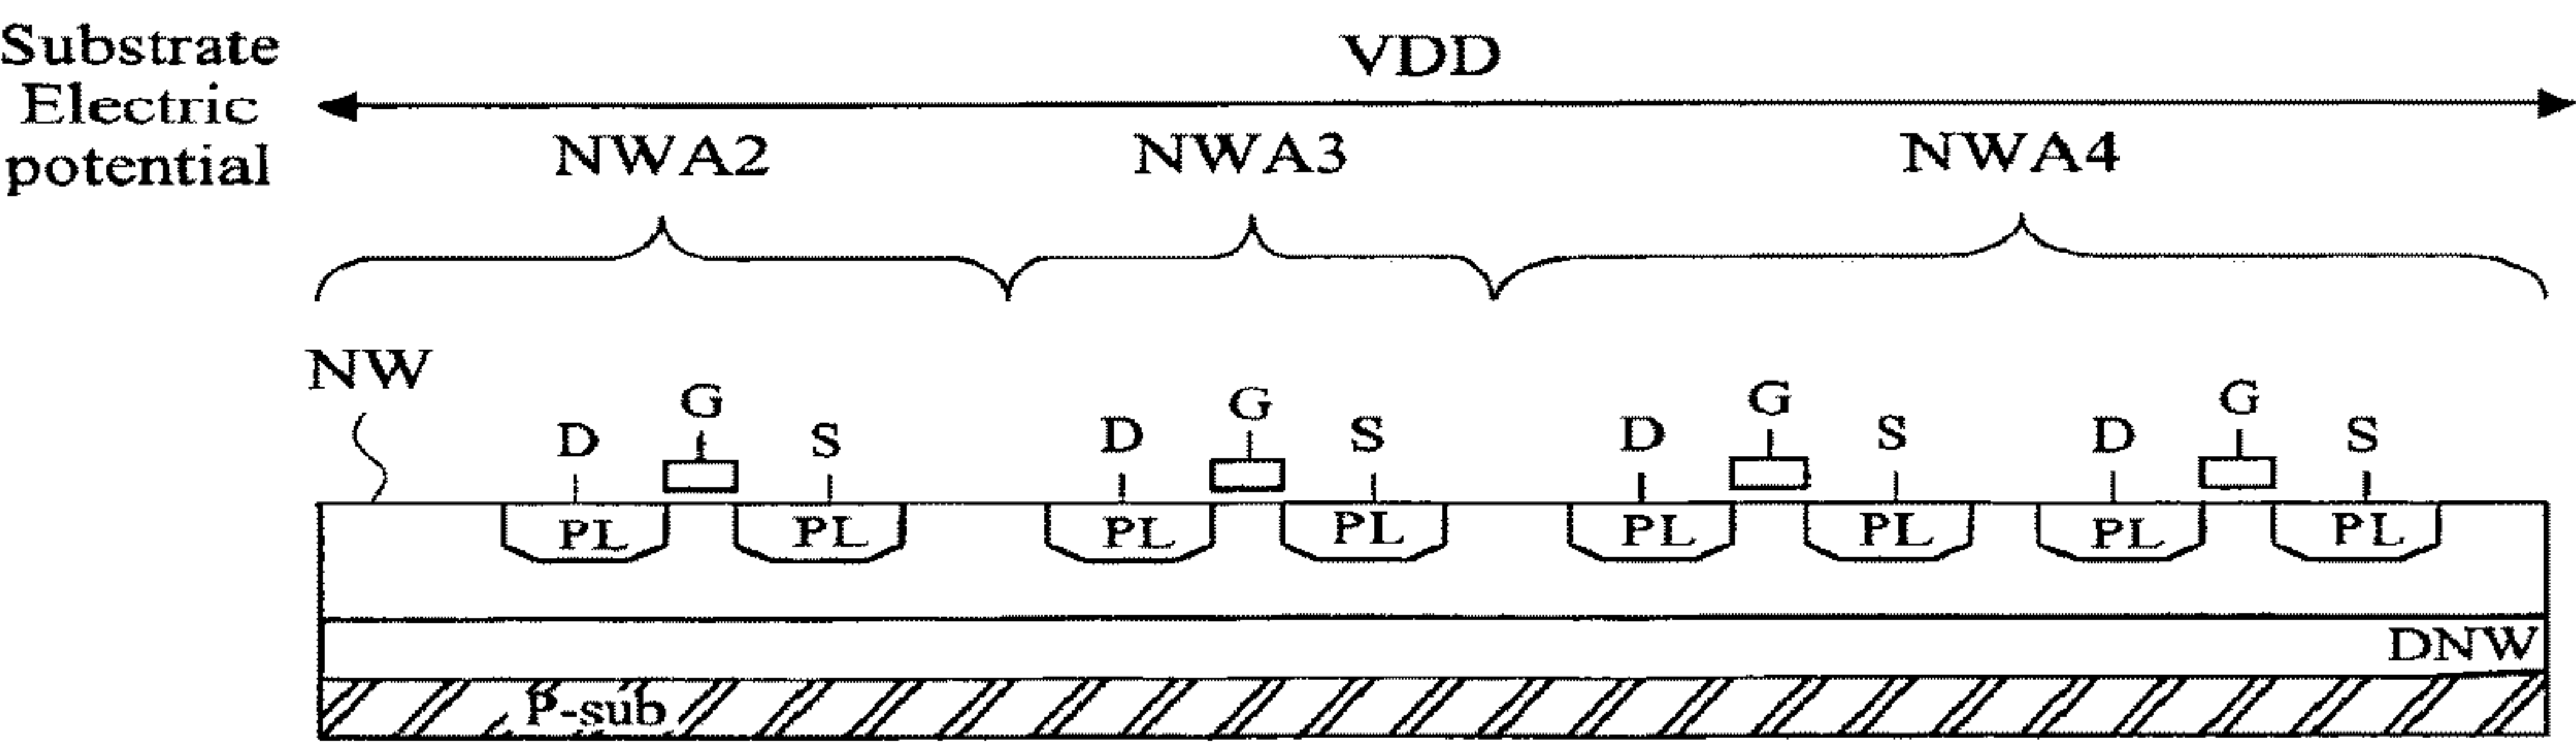 Substrate
Electric
potential
VDD
NWA2
NWA3
NWA4
NW
G
G
G
G
D
S
D
S
D
S
D
S
PL
PL
PL
PL
PL
PL
PL
PL
DNW
P-sub